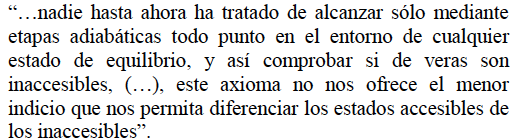 “…nadie hasta ahora ha tratado de alcanzar sólo mediante
etapas adiabáticas todo punto en el entorno de cualquier
estado de equilibrio, y así comprobar si de veras son
inaccesibles, (…), este axioma no nos ofrece el menor
indicio que nos permita diferenciar los estados accesibles de
los inaccesibles”.